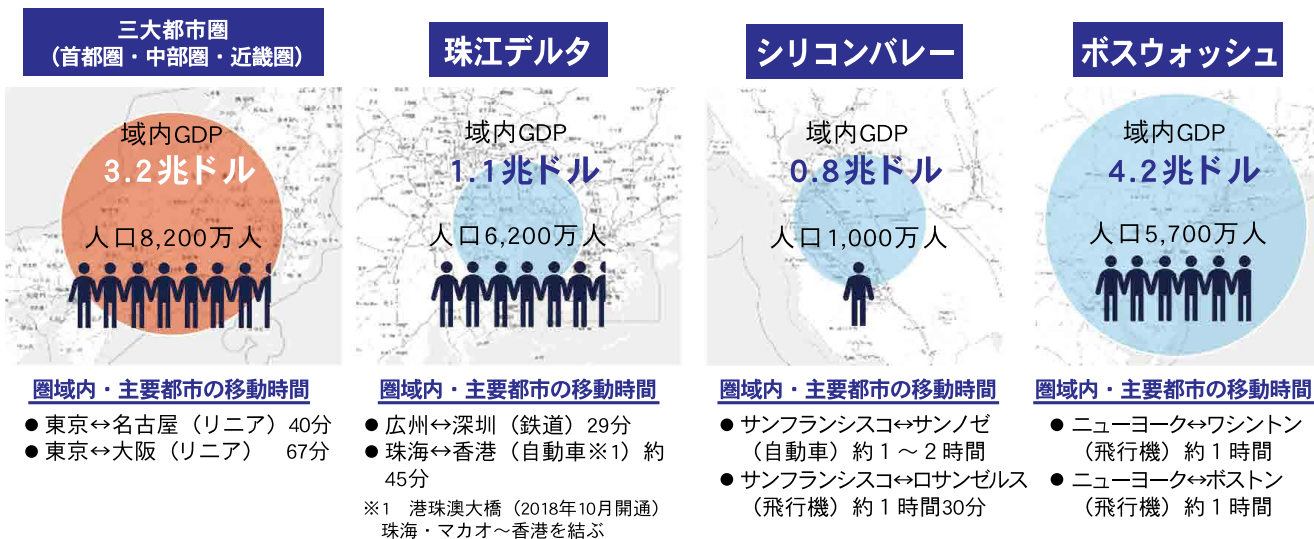 三大都市圏
（首都圏・中部圏・近畿圏）
域内GDP
3.2兆ドル
人口8,200万人
圏域内・主要都市の移動時間
● 東京↔名古屋（リニア）40分
● 東京↔大阪（リニア） 67分
珠江デルタ
域内GDP
1.1兆ドル
人口6,200万人
圏域内・主要都市の移動時間
● 広州↔深圳（鉄道）29分
● 珠海↔香港（自動車※1）約
45分
※1 港珠澳大橋（2018年10月開通）
珠海・マカオ～香港を結ぶ
シリコンバレー
域内GDP
0.8兆ドル
人口1,000万人
圏域内・主要都市の移動時間
● サンフランシスコ↔サンノゼ
（自動車）約１～２時間
● サンフランシスコ↔ロサンゼルス
（飛行機）約１時間30分
ボスウォッシュ
域内GDP
4.2兆ドル
人口5,700万人
圏域内・主要都市の移動時間
● ニューヨーク↔ワシントン
（飛行機）約１時間
● ニューヨーク↔ボストン
（飛行機）約１時間